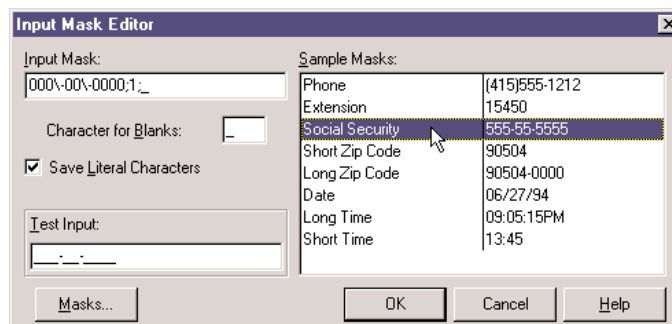 Input Mask Editor
Input Mask:
000\-00\-0000;1;_
Character for Blanks: _
Save Literal Characters
Test Input:
___-__-____
Masks...
Sample Masks:
Phone (415)555-1212
Extension 15450
Social Security 555-55-5555
Short Zip Code 90504
Long Zip Code 90504-0000
Date 06/27/94
Long Time 09:05:15PM
Short Time 13:45
OK Cancel Help